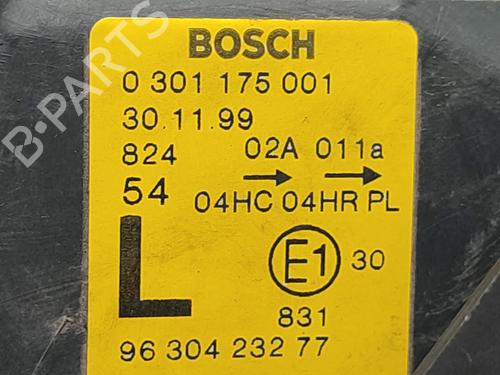 BOSCH
0 301 175 001
30.11.99
824 02A 011a
54 04HC 04HR PL
L E1 30
831
96 304 232 77
B-PARTS